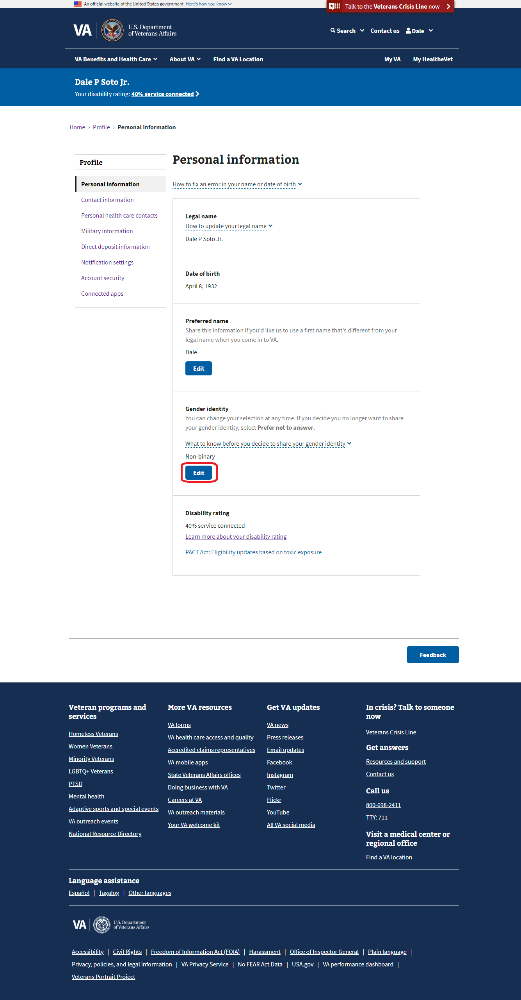 An official website of the United States government Here's how you know
Talk to the Veterans Crisis Line now
VA
U.S. Department
of Veterans Affairs
Search
Contact us
Dale
VA Benefits and Health Care
About VA
Find a VA Location
My VA
My HealtheVet
Dale P Soto Jr.
Your disability rating: 40% service connected
Home › Profile › Personal information
Profile
Personal information
Contact information
Personal health care contacts
Military information
Direct deposit information
Notification settings
Account security
Connected apps
Personal information
How to fix an error in your name or date of birth
Legal name
How to update your legal name
Dale P Soto Jr.
Date of birth
April 8, 1932
Preferred name
Share this information if you'd like us to use a first name that's different from your
legal name when you come in to VA.
Dale
Edit
Gender identity
You can change your selection at any time. If you decide you no longer want to share
your gender identity, select Prefer not to answer.
What to know before you decide to share your gender identity
Non-binary
Edit
Disability rating
40% service connected
Learn more about your disability rating
PACT Act: Eligibility updates based on toxic exposure
Feedback
Veteran programs and
services
Homeless Veterans
Women Veterans
Minority Veterans
LGBTQ+ Veterans
PTSD
Mental health
Adaptive sports and special events
VA outreach events
National Resource Directory
More VA resources
VA forms
VA health care access and quality
Accredited claims representatives
VA mobile apps
State Veterans Affairs offices
Doing business with VA
Careers at VA
VA outreach materials
Your VA welcome kit
Get VA updates
VA news
Press releases
Email updates
Facebook
Instagram
Twitter
Flickr
YouTube
All VA social media
In crisis? Talk to someone
now
Veterans Crisis Line
Get answers
Resources and support
Contact us
Call us
800-698-2411
TTY: 711
Visit a medical center or
regional office
Find a VA location
Language assistance
Español | Tagalog | Other languages
VA
U.S. Department
of Veterans Affairs
Accessibility | Civil Rights | Freedom of Information Act (FOIA) | Harassment | Office of Inspector General | Plain language |
Privacy, policies, and legal information | VA Privacy Service | No FEAR Act Data | USA.gov | VA performance dashboard |
Veterans Portrait Project